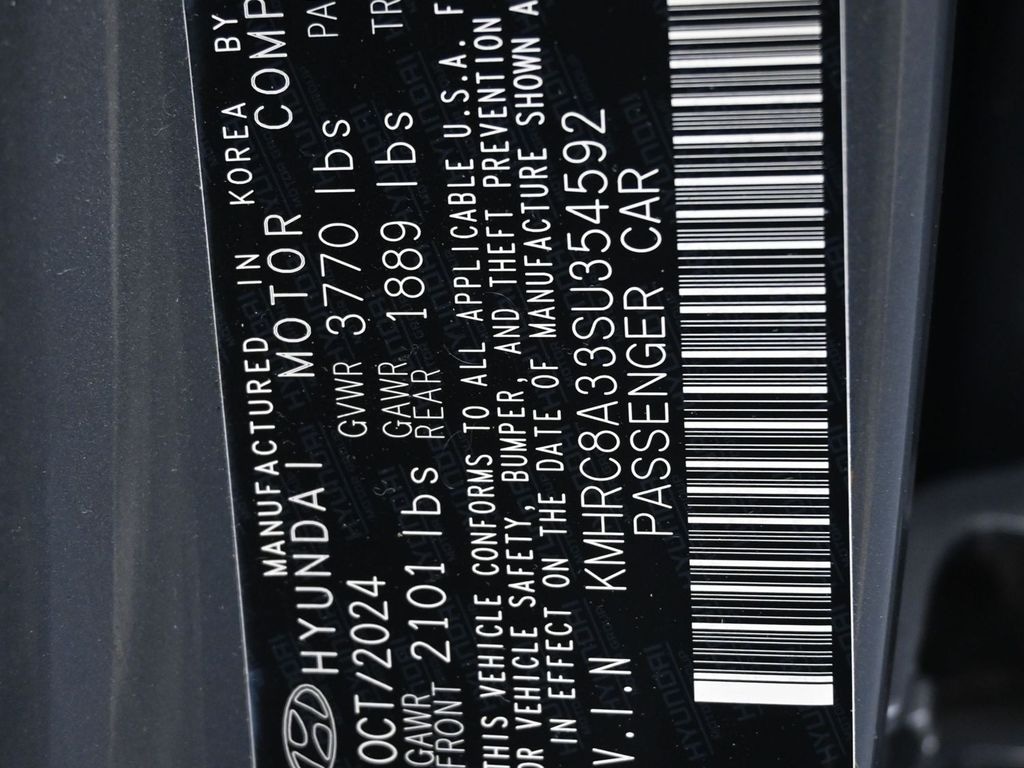 MANUFACTURED IN KOREA BY
HYUNDAI MOTOR COMP
OCT/2024 GVWR 3770 lbs PA
GAWR FRONT 2101 lbs GAWR REAR 1889 lbs TR
THIS VEHICLE CONFORMS TO ALL APPLICABLE U.S.A. F
OR VEHICLE SAFETY, BUMPER, AND THEFT PREVENTION
IN EFFECT ON THE DATE OF MANUFACTURE SHOWN A
V.I.N KMHRC8A33SU354592
PASSENGER CAR